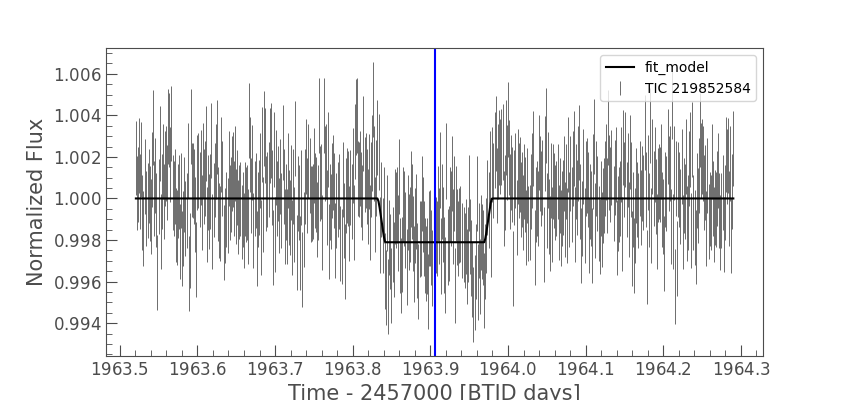 fit_model
TIC 219852584
1.006
1.004
1.002
1.000
0.998
0.996
0.994
Normalized Flux
1963.5 1963.6 1963.7 1963.8 1963.9 1964.0 1964.1 1964.2 1964.3
Time - 2457000 [BTJD days]